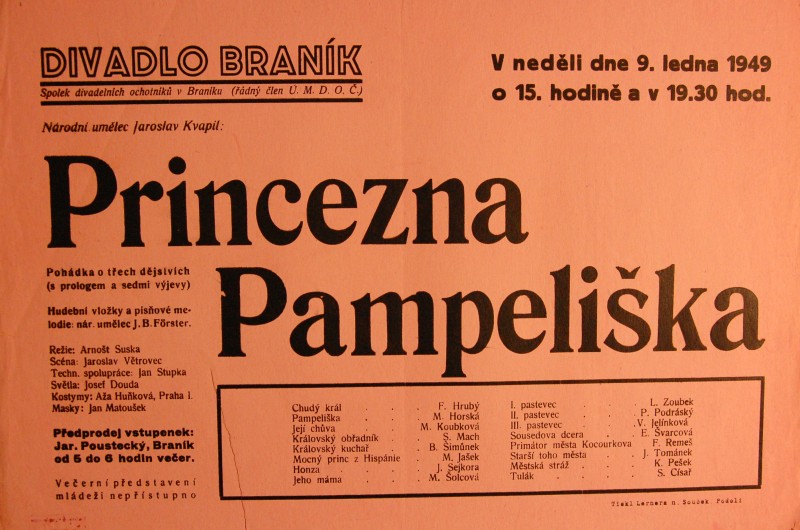 DIVADLO BRANÍK
Spolek divadelních ochotníků v Braníku (řádný člen Ú. M. D. O. Č.)
V neděli dne 9. ledna 1949
o 15. hodině a v 19.30 hod.
Národní umělec Jaroslav Kvapil:
Princezna
Pampeliška
Pohádka o třech dějstvích
(s prologem a sedmi výjevy)
Hudební vložky a písňové me-
lodie: nár. umělec J. B. Förster.
Režie: Arnošt Suska
Scéna: Jaroslav Větrovec
Techn. spolupráce: Jan Stupka
Světla: Josef Douda
Kostymy: Aža Huňková, Praha I.
Masky: Jan Matoušek
Předprodej vstupenek:
Jar. Poustecký, Braník
od 5 do 6 hodin večer.
Večerní představení
mládeži nepřístupno
Chudý král . . . F. Hrubý
Pampeliška . . . M. Horská
Její chůva . . . M. Koubková
Královský obřadník . . S. Mach
Královský kuchař . . B. Šimůnek
Mocný princ z Hispánie . M. Jašek
Honza . . . J. Sejkora
Jeho máma . . . M. Šolcová
I. pastevec . . . L. Zoubek
II. pastevec . . . P. Podráský
III. pastevec . . . V. Jelínková
Sousedova dcera . . E. Švarcová
Primátor města Kocourkova F. Remeš
Starší toho města . . J. Tománek
Městská stráž . . . K. Pešek
Tulák . . . S. Císař
Tiskl Lernera n. Souček, Podolí